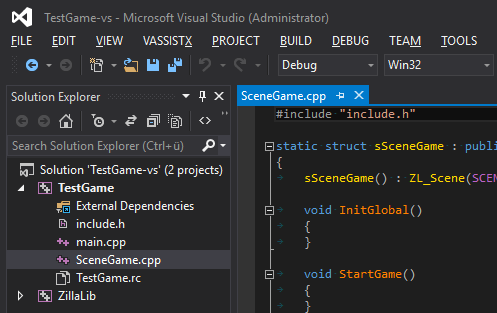 TestGame-vs - Microsoft Visual Studio (Administrator)
FILE EDIT VIEW VASSISTX PROJECT BUILD DEBUG TEAM TOOLS
Debug Win32
Solution Explorer
Search Solution Explorer (Ctrl+ü)
Solution 'TestGame-vs' (2 projects)
TestGame
External Dependencies
include.h
main.cpp
SceneGame.cpp
TestGame.rc
ZillaLib
SceneGame.cpp
#include "include.h"
static struct sSceneGame : publi
{
sSceneGame() : ZL_Scene(SCEN
void InitGlobal()
{
}
void StartGame()
{
}